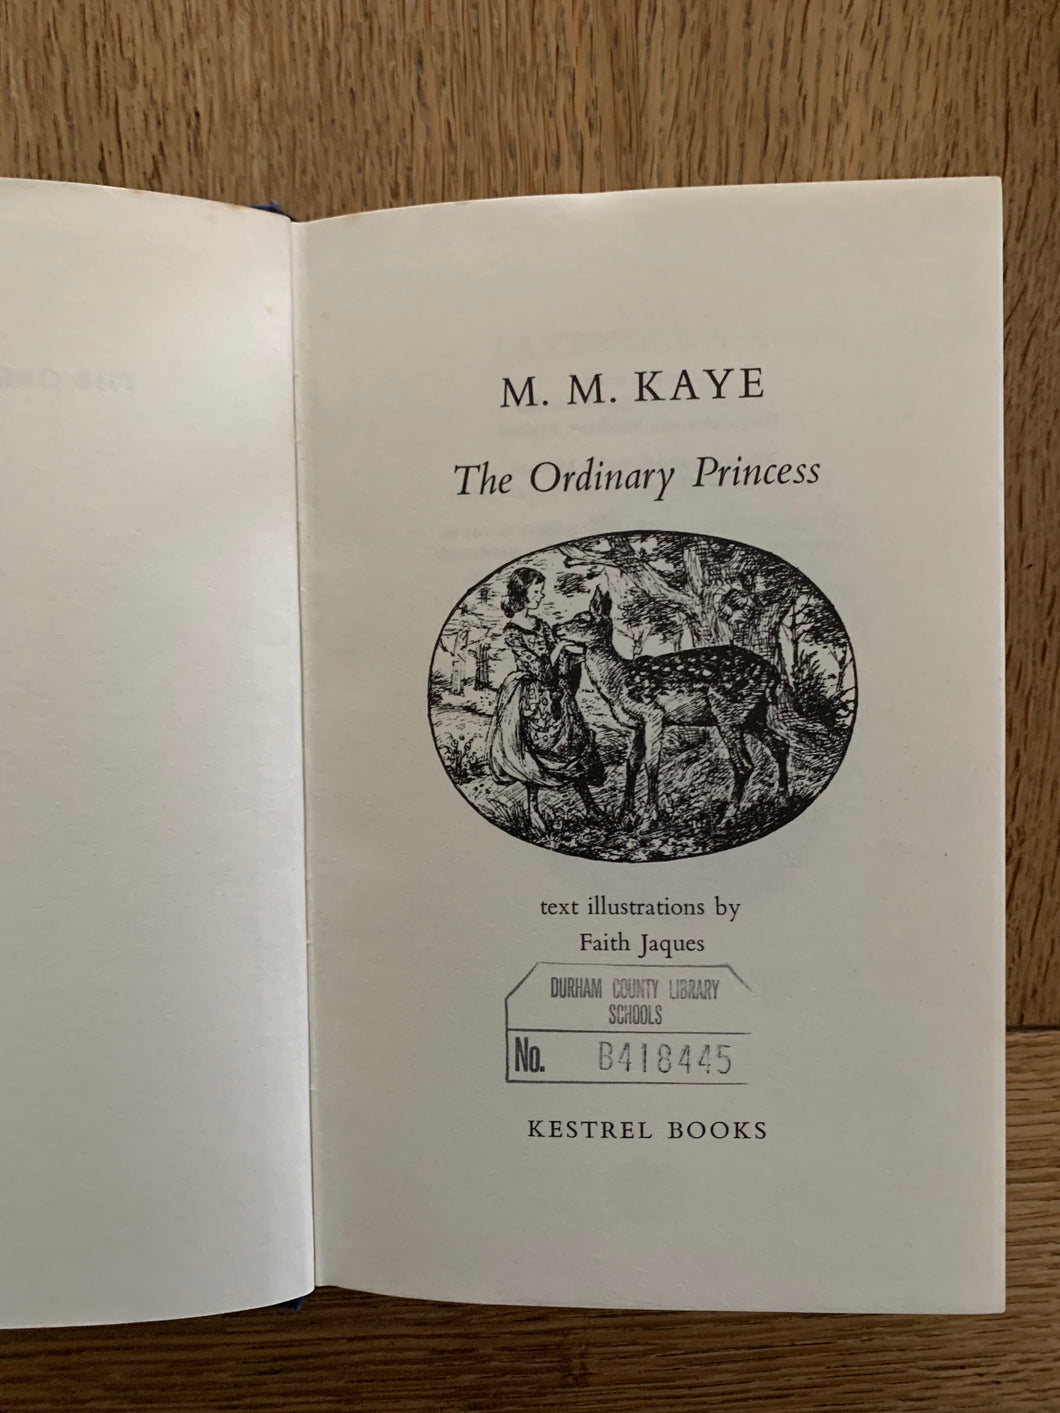 M. M. KAYE
The Ordinary Princess
text illustrations by
Faith Jaques
DURHAM COUNTY LIBRARY
SCHOOLS
No. B418445
KESTREL BOOKS